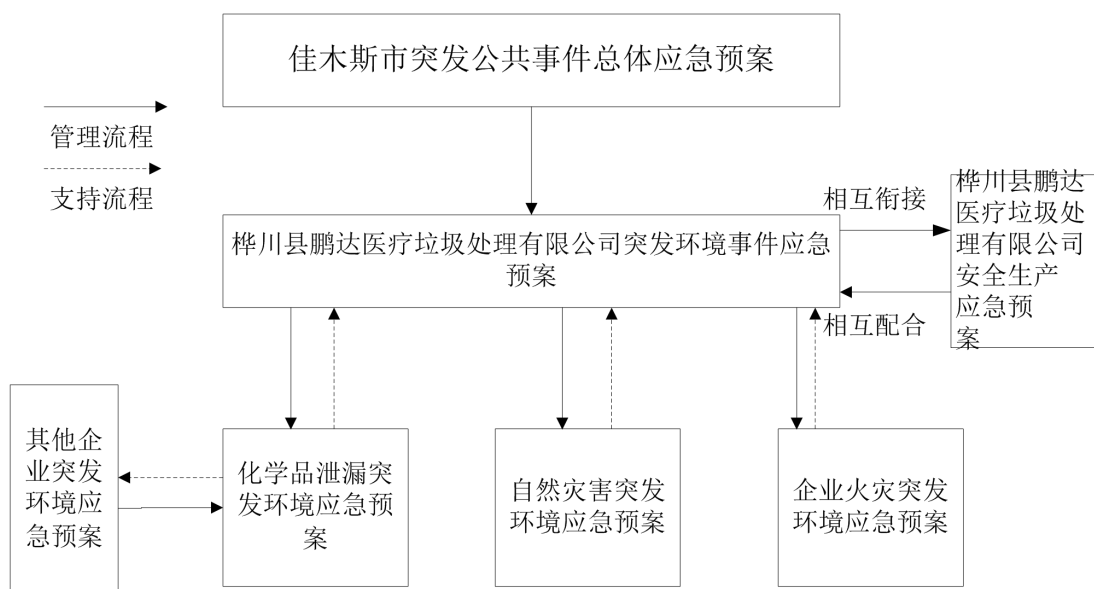 佳木斯市突发公共事件总体应急预案
管理流程
支持流程
桦川县鹏达医疗垃圾处理有限公司突发环境事件应急
预案
相互衔接
相互配合
桦川县鹏达
医疗垃圾处
理有限公司
安全生产
应急预
案
其他企
业突发
环境应
急预案
化学品泄漏突
发环境应急预
案
自然灾害突发
环境应急预案
企业火灾突发
环境应急预案